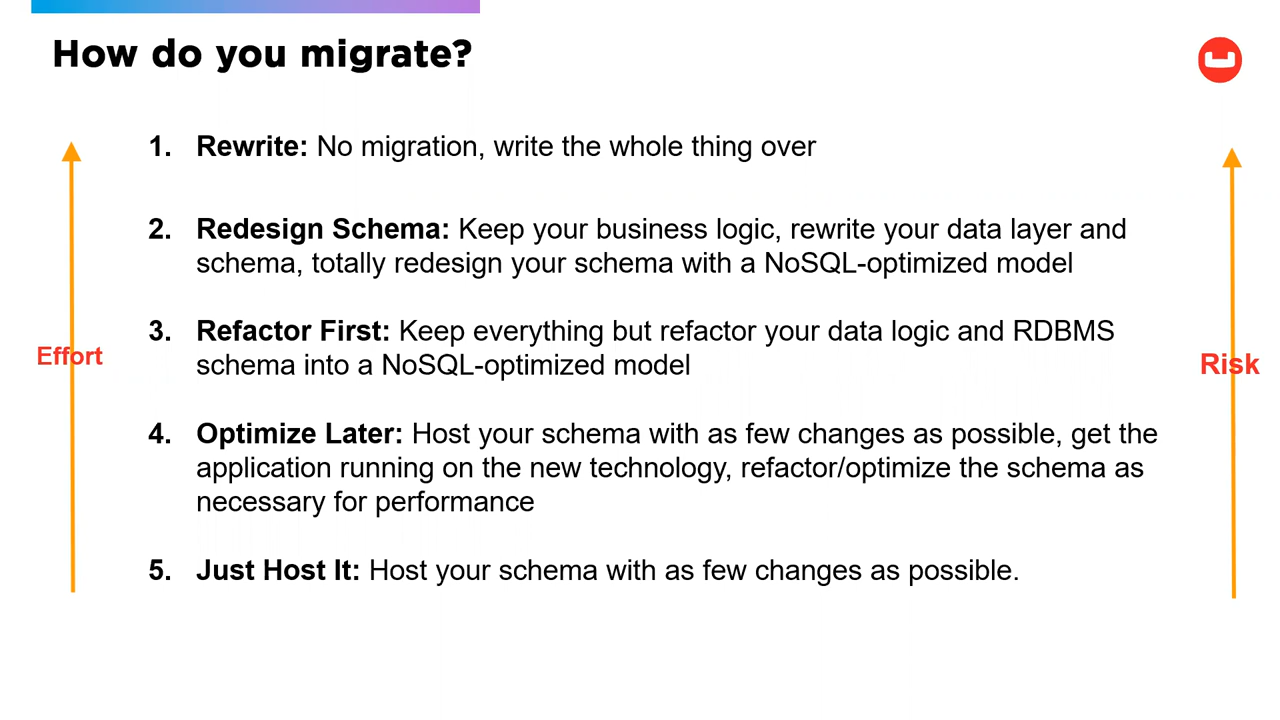 How do you migrate?
1. Rewrite: No migration, write the whole thing over
2. Redesign Schema: Keep your business logic, rewrite your data layer and
schema, totally redesign your schema with a NoSQL-optimized model
3. Refactor First: Keep everything but refactor your data logic and RDBMS
schema into a NoSQL-optimized model
Effort
Risk
4. Optimize Later: Host your schema with as few changes as possible, get the
application running on the new technology, refactor/optimize the schema as
necessary for performance
5. Just Host It: Host your schema with as few changes as possible.